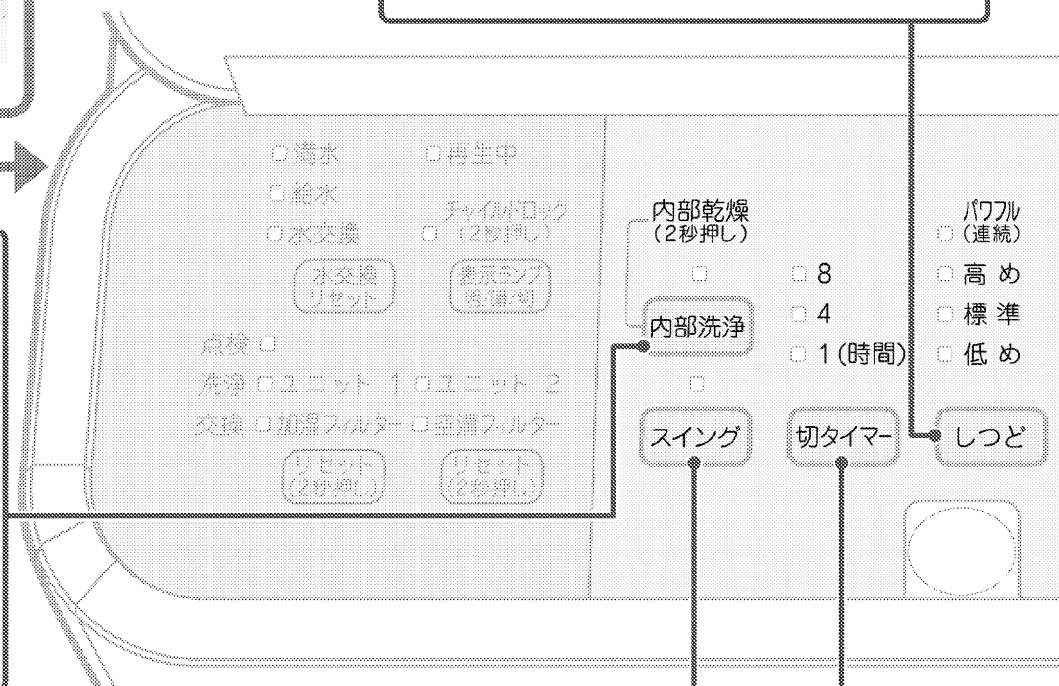 満水
再生中
給水
チャイルドロック
水交換
(2秒押し)
水交換
リセット
表示ランプ
明/暗/切
点検
洗浄 ユニット 1 ユニット 2
交換 加湿フィルター 空清フィルター
リセット
(2秒押し)
リセット
(2秒押し)
内部乾燥
(2秒押し)
内部洗浄
8
4
1(時間)
パワフル
(連続)
高め
標準
低め
スイング
切タイマー
しつど